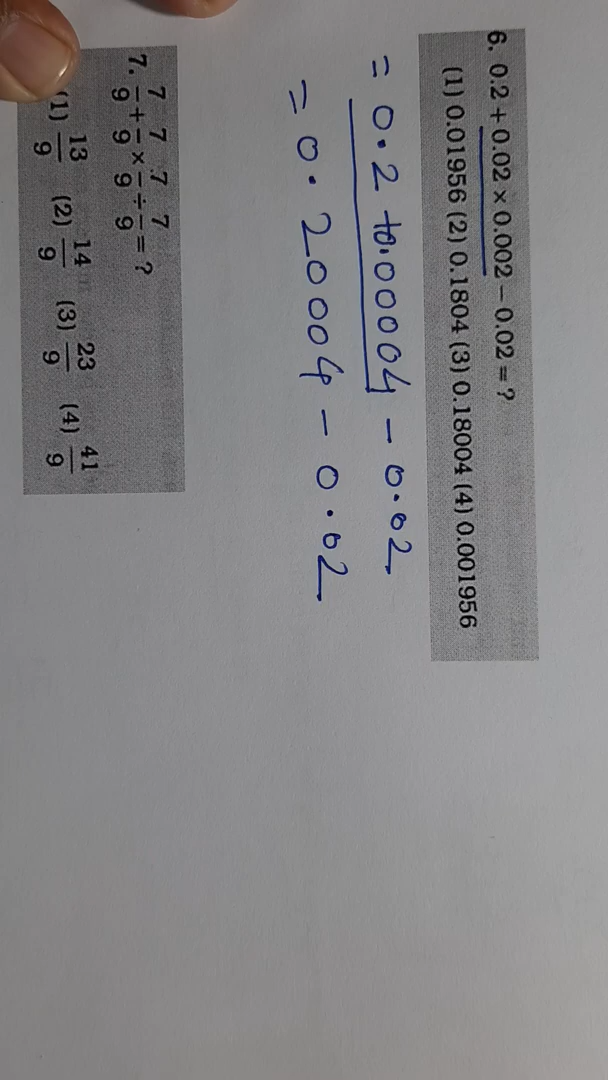 6. 0.2 + 0.02 × 0.002 – 0.02 = ?
(1) 0.01956 (2) 0.1804 (3) 0.18004 (4) 0.001956
= 0.2 + 0.00004 - 0.02
= 0.20004 - 0.02
7. 7/9 + 7/9 × 7/9 ÷ 7/9 = ?
(1) 13/9 (2) 14/9 (3) 23/9 (4) 41/9